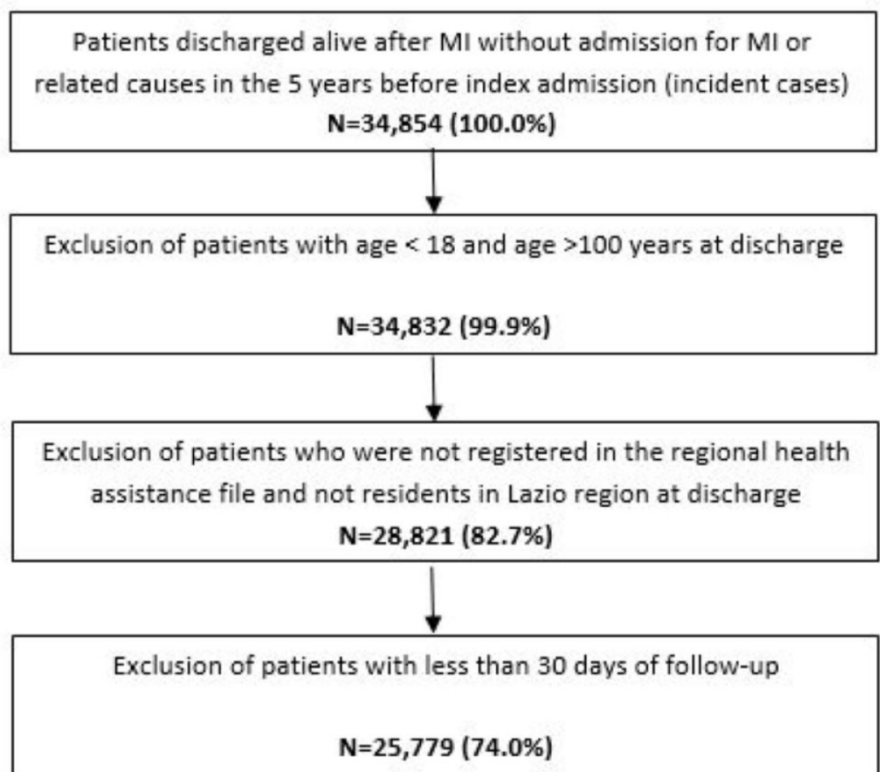 Patients discharged alive after MI without admission for MI or
related causes in the 5 years before index admission (incident cases)
N=34,854 (100.0%)
Exclusion of patients with age < 18 and age >100 years at discharge
N=34,832 (99.9%)
Exclusion of patients who were not registered in the regional health
assistance file and not residents in Lazio region at discharge
N=28,821 (82.7%)
Exclusion of patients with less than 30 days of follow-up
N=25,779 (74.0%)